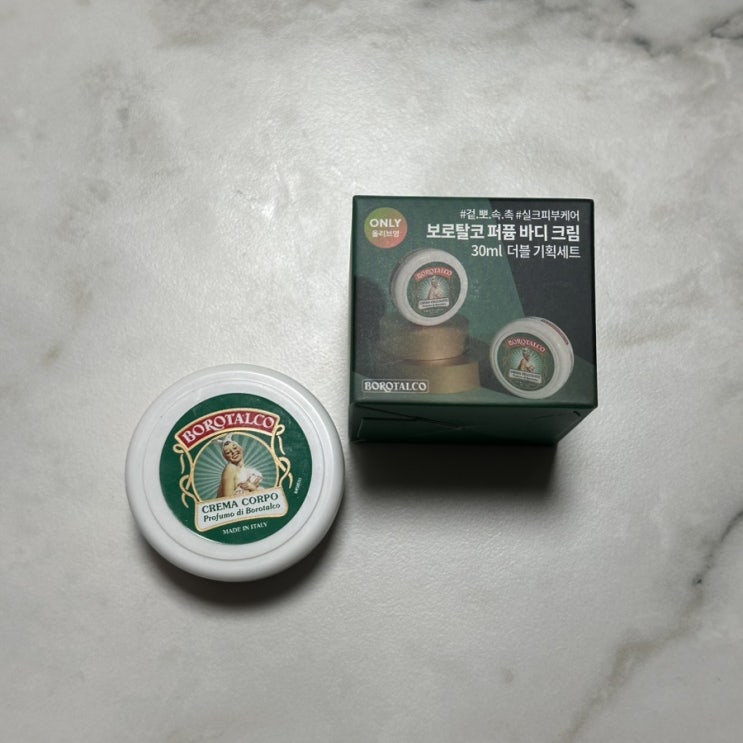 ONLY
올리브영
#겉.뽀.속.촉 #실크피부케어
보로탈코 퍼퓸 바디 크림
30ml 더블 기획세트
BOROTALCO
BOROTALCO
BOROTALCO
BOROTALCO
CREMA CORPO
Profumo di Borotalco
MADE IN ITALY